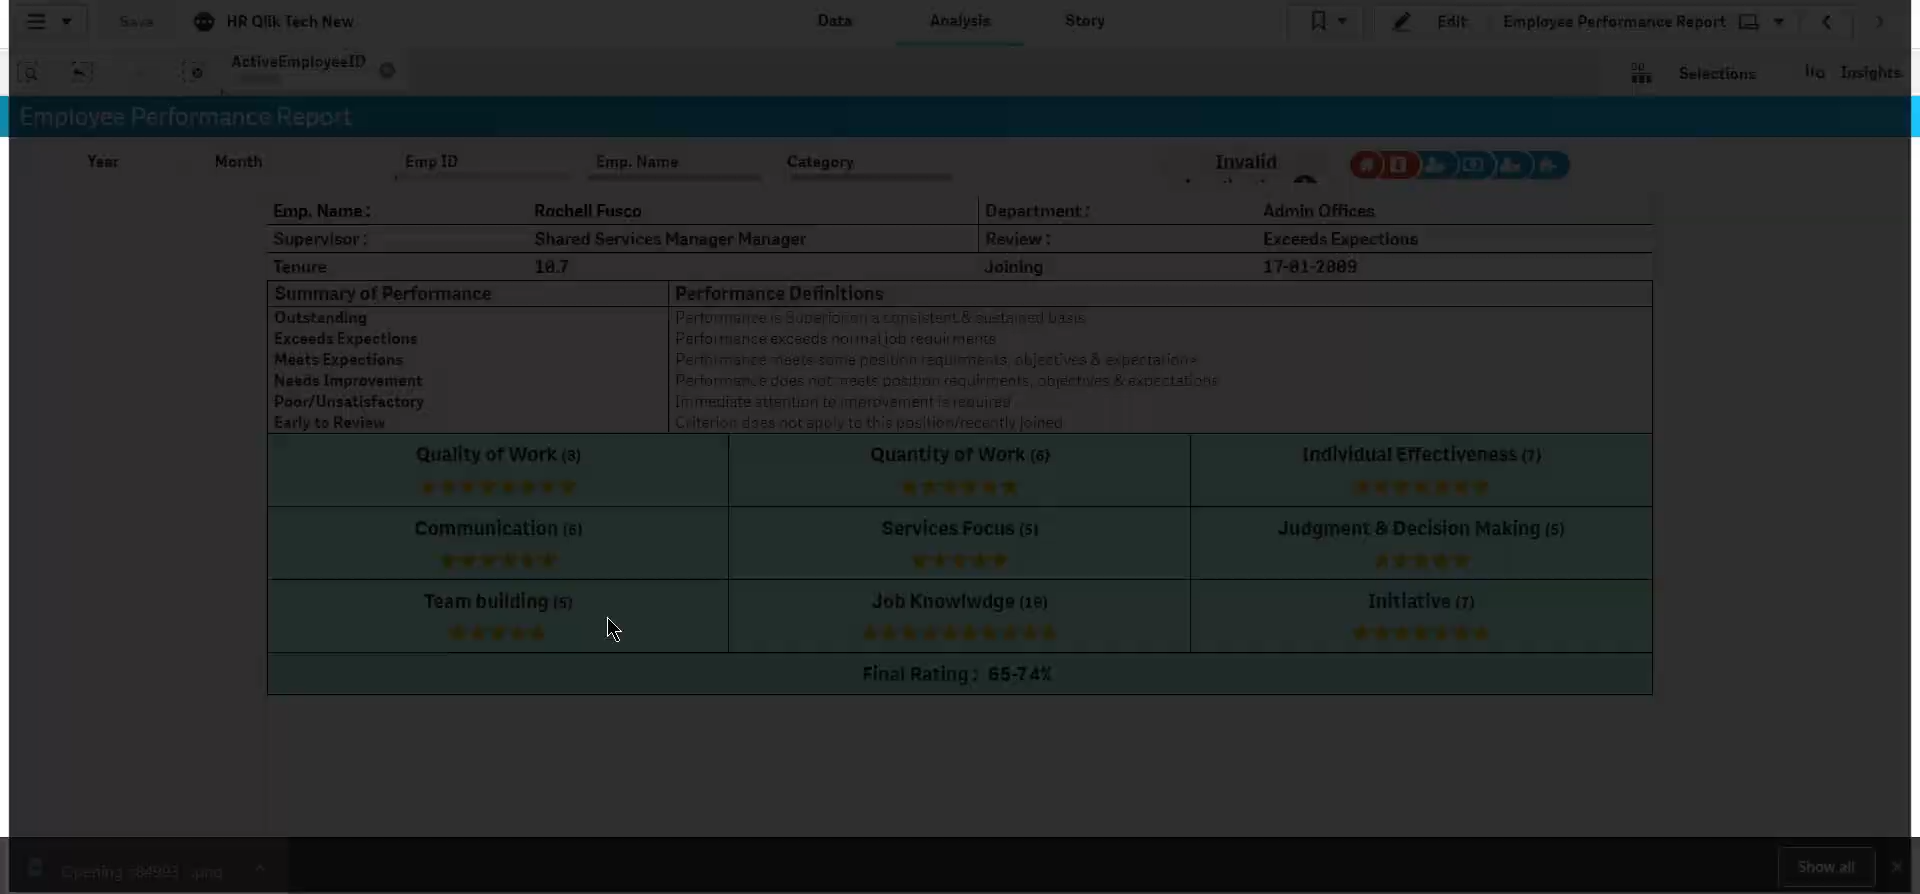 Save HR Qlik Tech New Data Analysis Story Edit Employee Performance Report
ActiveEmployeeID Selections Insights
Employee Performance Report
Year Month Emp ID Emp. Name Category Invalid
Emp. Name : Rochell Fusco Department : Admin Offices
Supervisor : Shared Services Manager Manager Review : Exceeds Expections
Tenure 10.7 Joining 17-01-2009
Summary of Performance Performance Definitions
Outstanding Performance is Superior on a consistent & sustained basis
Exceeds Expections Performance exceeds normal job requirments
Meets Expections Performance meets some position requirments, objectives & expectations
Needs Improvement Performance does not meets position requirments, objectives & expectations
Poor/Unsatisfactory Immediate attention to improvement is required
Early to Review Criterion does not apply to this position/recently joined
Quality of Work (8) Quantity of Work (6) Individual Effectiveness (7)
Communication (6) Services Focus (5) Judgment & Decision Making (5)
Team building (5) Job Knowlwdge (10) Initiative (7)
Final Rating : 65-74%
Opening Show all